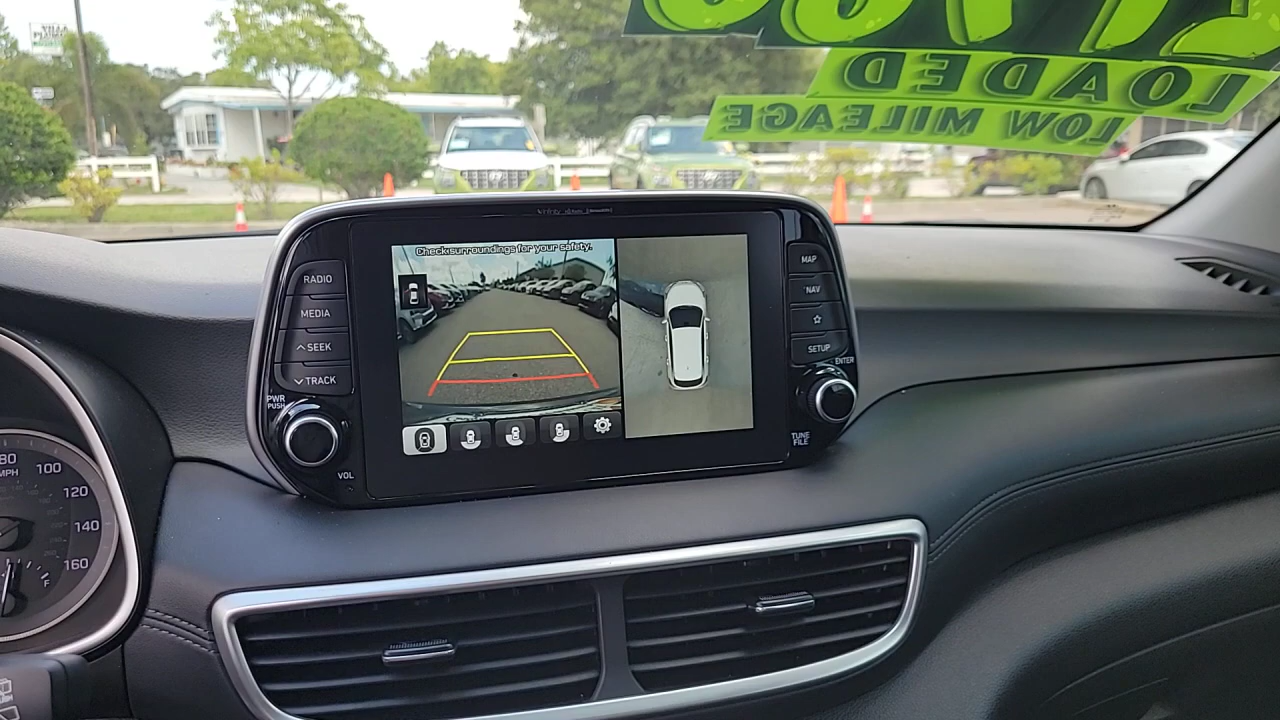 LOADED
LOW MILEAGE
Check surroundings for your safety.
RADIO
MEDIA
SEEK
TRACK
PWR
PUSH
VOL
MAP
NAV
SETUP
ENTER
TUNE
FILE
80
MPH
100
120
140
160
F